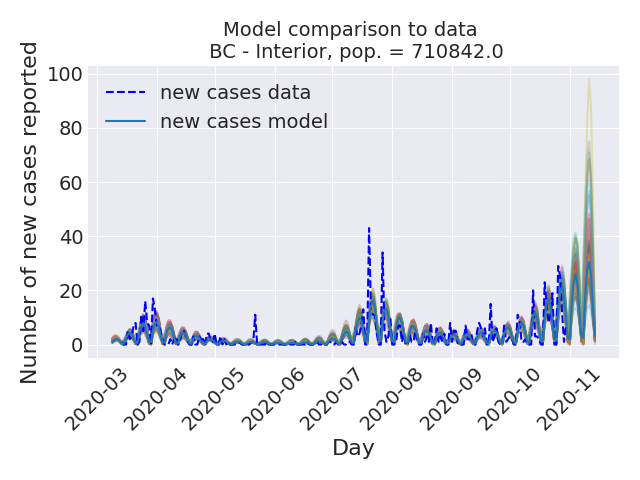 Model comparison to data
BC - Interior, pop. = 710842.0
Number of new cases reported
100
80
60
40
20
0
new cases data
new cases model
2020-03
2020-04
2020-05
2020-06
2020-07
2020-08
2020-09
2020-10
2020-11
Day